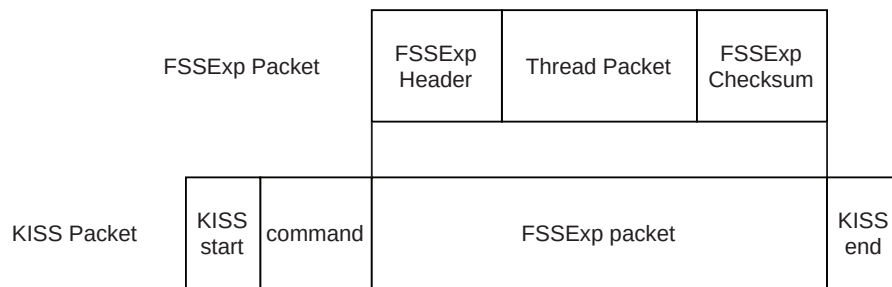 FSSExp Packet
FSSExp
Header
Thread Packet
FSSExp
Checksum
KISS Packet
KISS
start
command
FSSExp packet
KISS
end